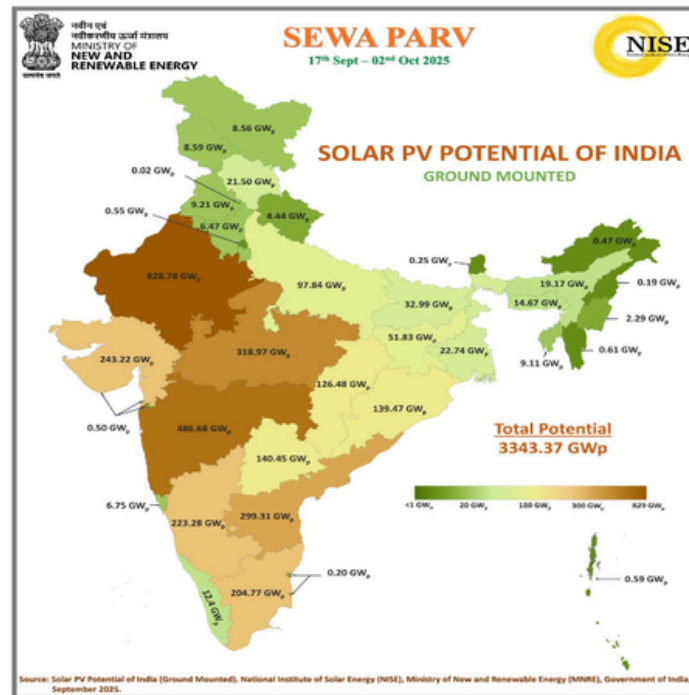 नवीन एवं
नवीकरणीय ऊर्जा मंत्रालय
MINISTRY OF
NEW AND
RENEWABLE ENERGY
सत्यमेव जयते
SEWA PARV
17th Sept – 02nd Oct 2025
NISE
SOLAR PV POTENTIAL OF INDIA
GROUND MOUNTED
8.56 GWp
8.59 GWp
0.02 GWp
21.50 GWp
9.21 GWp
0.55 GWp
6.47 GWp
4.44 GWp
828.78 GWp
97.84 GWp
0.25 GWp
0.47 GWp
19.17 GWp
0.19 GWp
32.99 GWp
14.67 GWp
2.29 GWp
243.22 GWp
318.97 GWp
51.83 GWp
22.74 GWp
9.11 GWp
0.61 GWp
126.48 GWp
0.50 GWp
486.68 GWp
139.47 GWp
Total Potential
3343.37 GWp
140.45 GWp
<1 GWp 20 GWp 100 GWp 300 GWp 829 GWp
6.75 GWp
223.28 GWp
299.31 GWp
0.20 GWp
12.4 GWp
204.77 GWp
0.59 GWp
Source: Solar PV Potential of India (Ground Mounted). National Institute of Solar Energy (NISE), Ministry of New and Renewable Energy (MNRE), Government of India,
September 2025.